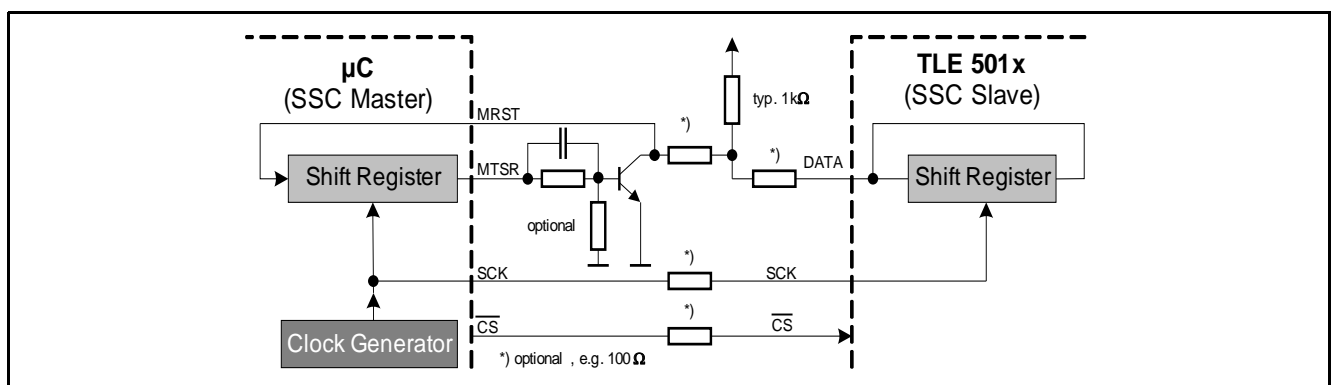 µC
(SSC Master)
TLE 501x
(SSC Slave)
typ. 1kΩ
MRST
*)
*)
DATA
Shift Register
MTSR
Shift Register
optional
*)
SCK
SCK
*)
CS
CS
Clock Generator
*) optional , e.g. 100Ω